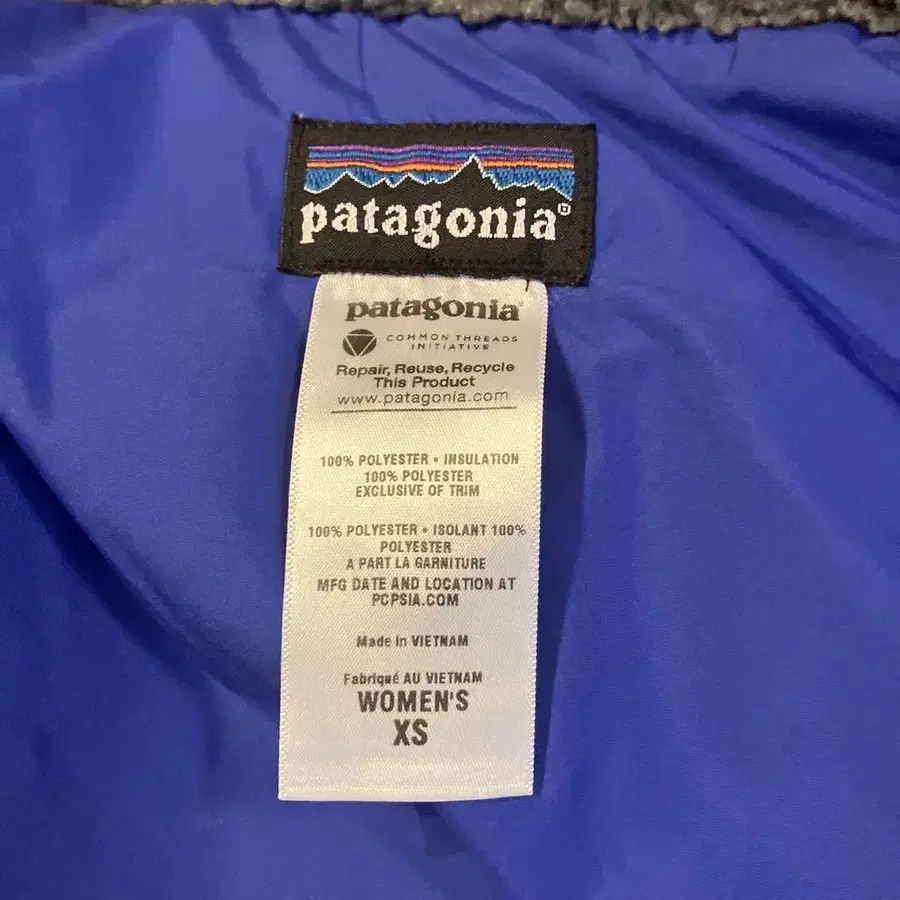 patagonia®
patagonia®
COMMON THREADS
INITIATIVE
Repair, Reuse, Recycle
This Product
www.patagonia.com
100% POLYESTER • INSULATION
100% POLYESTER
EXCLUSIVE OF TRIM
100% POLYESTER • ISOLANT 100%
POLYESTER
A PART LA GARNITURE
MFG DATE AND LOCATION AT
PCPSIA.COM
Made in VIETNAM
Fabriqué AU VIETNAM
WOMEN'S
XS